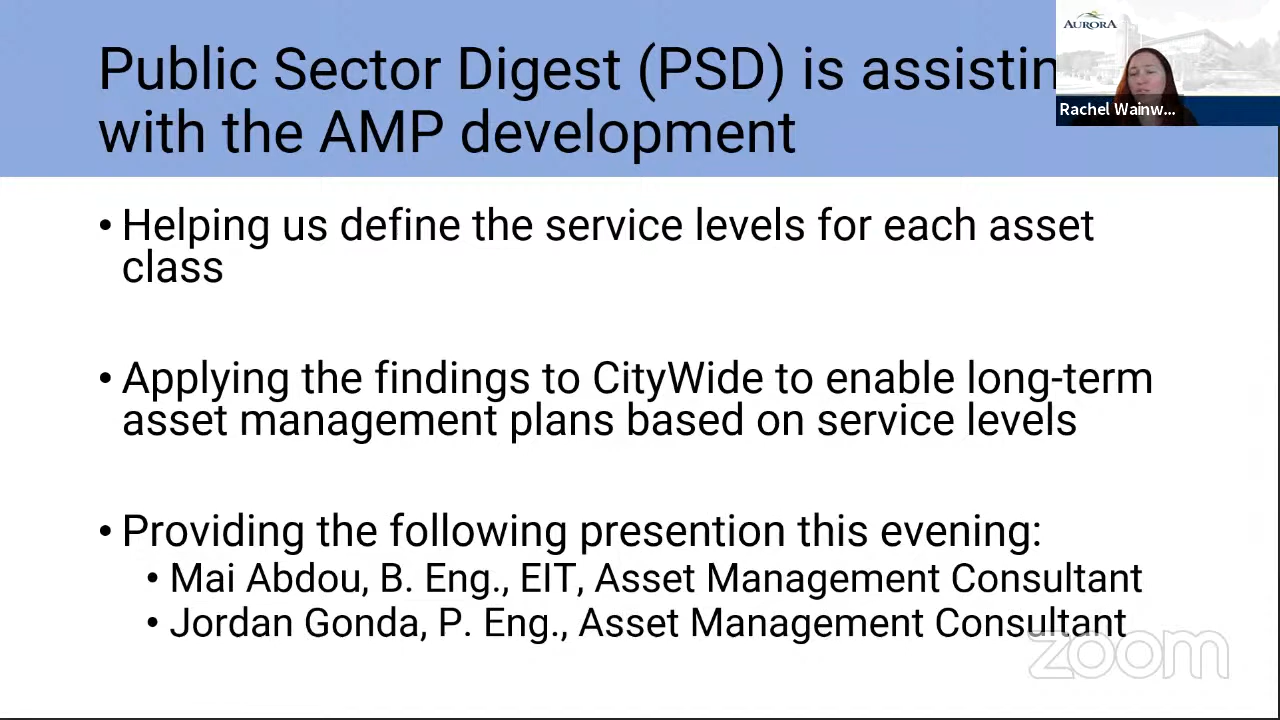 Public Sector Digest (PSD) is assistin
with the AMP development
AURORA
Rachel Wainw...
• Helping us define the service levels for each asset
class
• Applying the findings to CityWide to enable long-term
asset management plans based on service levels
• Providing the following presention this evening:
• Mai Abdou, B. Eng., EIT, Asset Management Consultant
• Jordan Gonda, P. Eng., Asset Management Consultant
zoom